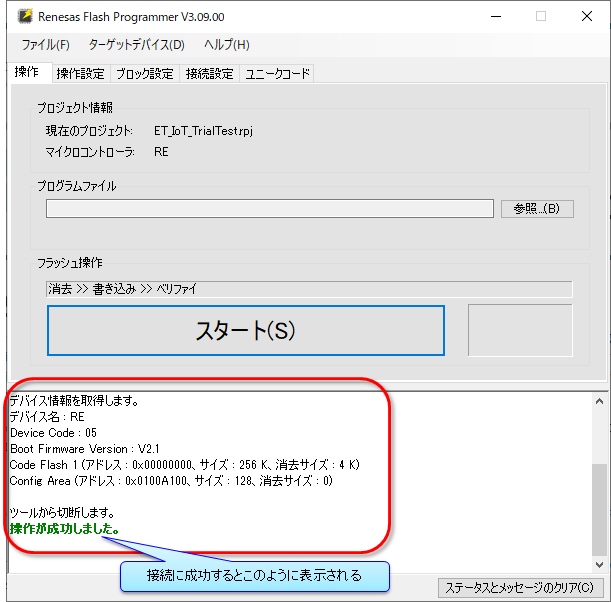 Renesas Flash Programmer V3.09.00
ファイル(F) ターゲットデバイス(D) ヘルプ(H)
操作 操作設定 ブロック設定 接続設定 ユニークコード
プロジェクト情報
現在のプロジェクト: ET_IoT_TrialTest.rpj
マイクロコントローラ: RE
プログラムファイル
参照...(B)
フラッシュ操作
消去 >> 書き込み >> ベリファイ
スタート(S)
デバイス情報を取得します。
デバイス名 : RE
Device Code : 05
Boot Firmware Version : V2.1
Code Flash 1 (アドレス : 0x00000000、サイズ : 256 K、消去サイズ : 4 K)
Config Area (アドレス : 0x0100A100、サイズ : 128、消去サイズ : 0)
ツールから切断します。
操作が成功しました。
接続に成功するとこのように表示される
ステータスとメッセージのクリア(C)